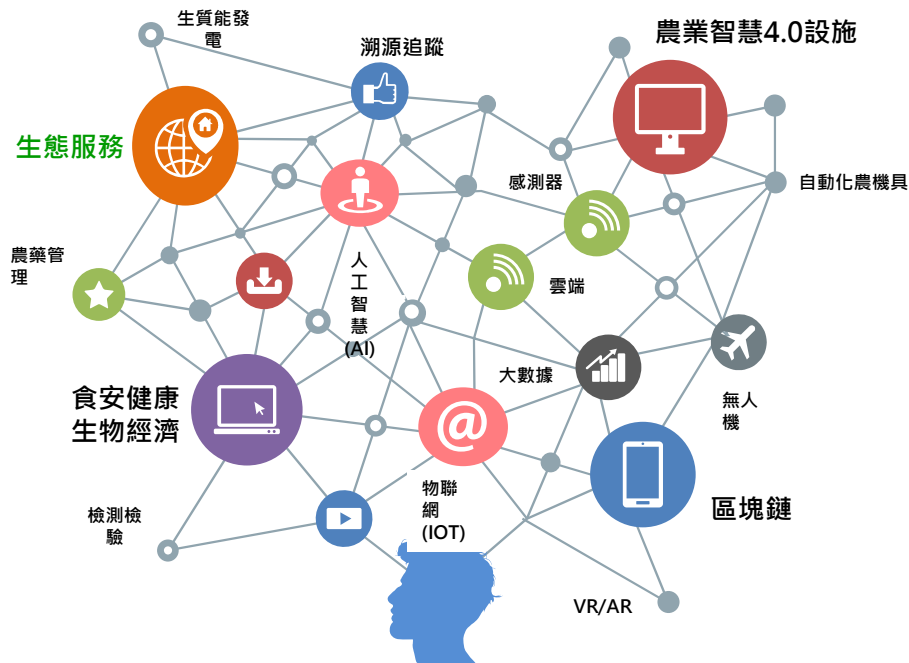 生質能發
電
溯源追蹤
農業智慧4.0設施
生態服務
感測器
自動化農機具
農藥管
理
人
工
智
慧
(AI)
雲端
大數據
食安健康
生物經濟
無人
機
@
物聯
網
(IOT)
區塊鏈
檢測檢
驗
VR/AR